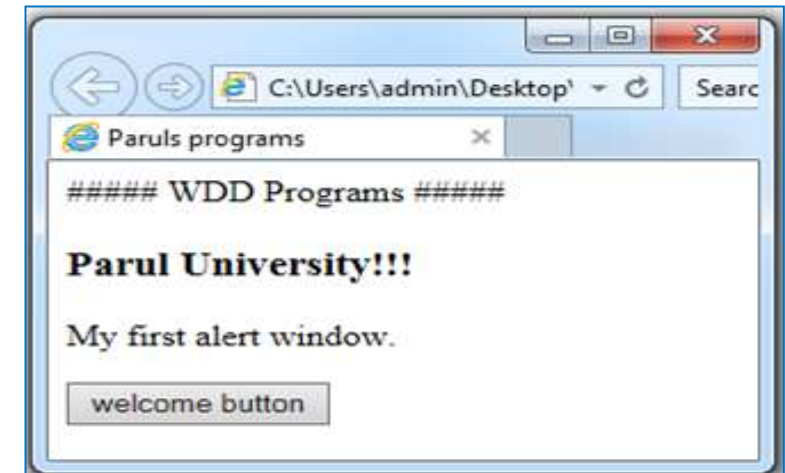 C:\Users\admin\Desktop\
Searc
Paruls programs
##### WDD Programs #####
Parul University!!!
My first alert window.
welcome button